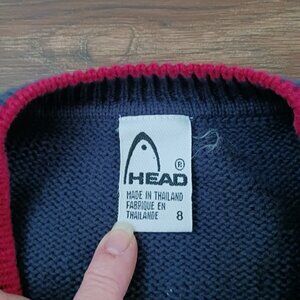 ®
HEAD
MADE IN THAILAND
FABRIQUE EN
THAILANDE 8